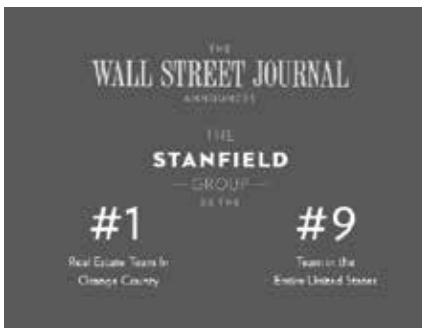 THE
WALL STREET JOURNAL
ANNOUNCES
THE
STANFIELD
GROUP
AS THE
#1
Real Estate Team In
Orange County
#9
Team in the
Entire United States